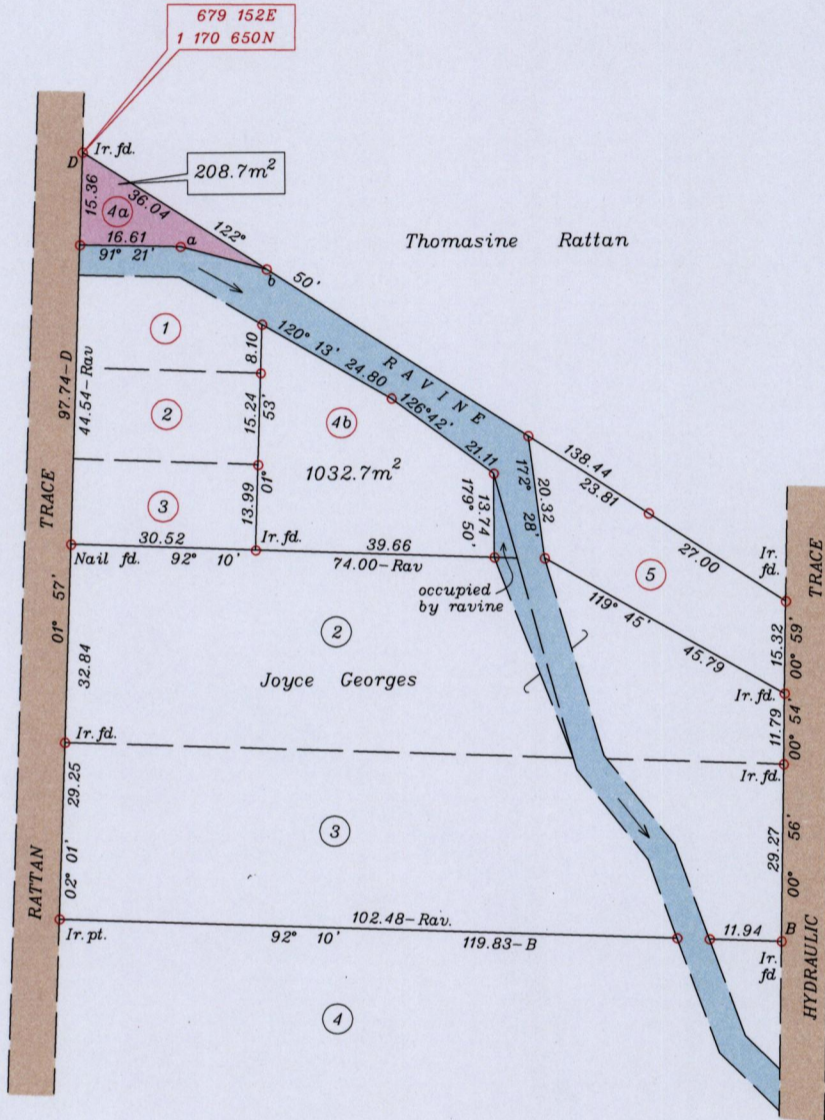 679 152E
1 170 650N
D
Ir. fd.
208.7m²
15.36
4a
36.04
122°
50'
16.61
a
91° 21'
b
Thomasine Rattan
1
120° 13'
24.80
RAVINE
8.10
97.74-D
44.54-Rav
2
15.24
53'
4b
126°42'
1032.7m²
21.11
172° 28'
20.32
138.44
23.81
TRACE
3
13.99
01°
13.74
179° 50'
27.00
30.52
Ir. fd.
39.66
Nail fd.
92° 10'
74.00-Rav
occupied
by ravine
5
Ir.
fd.
TRACE
01° 57'
2
119° 45'
15.32
00° 59'
32.84
Joyce Georges
45.79
Ir. fd.
11.79
00° 54'
Ir. fd.
Ir. fd.
29.25
3
29.27
00° 56'
RATTAN
02° 01'
102.48-Rav.
11.94
B
Ir. pt.
92° 10'
119.83-B
Ir.
fd
HYDRAULIC
4